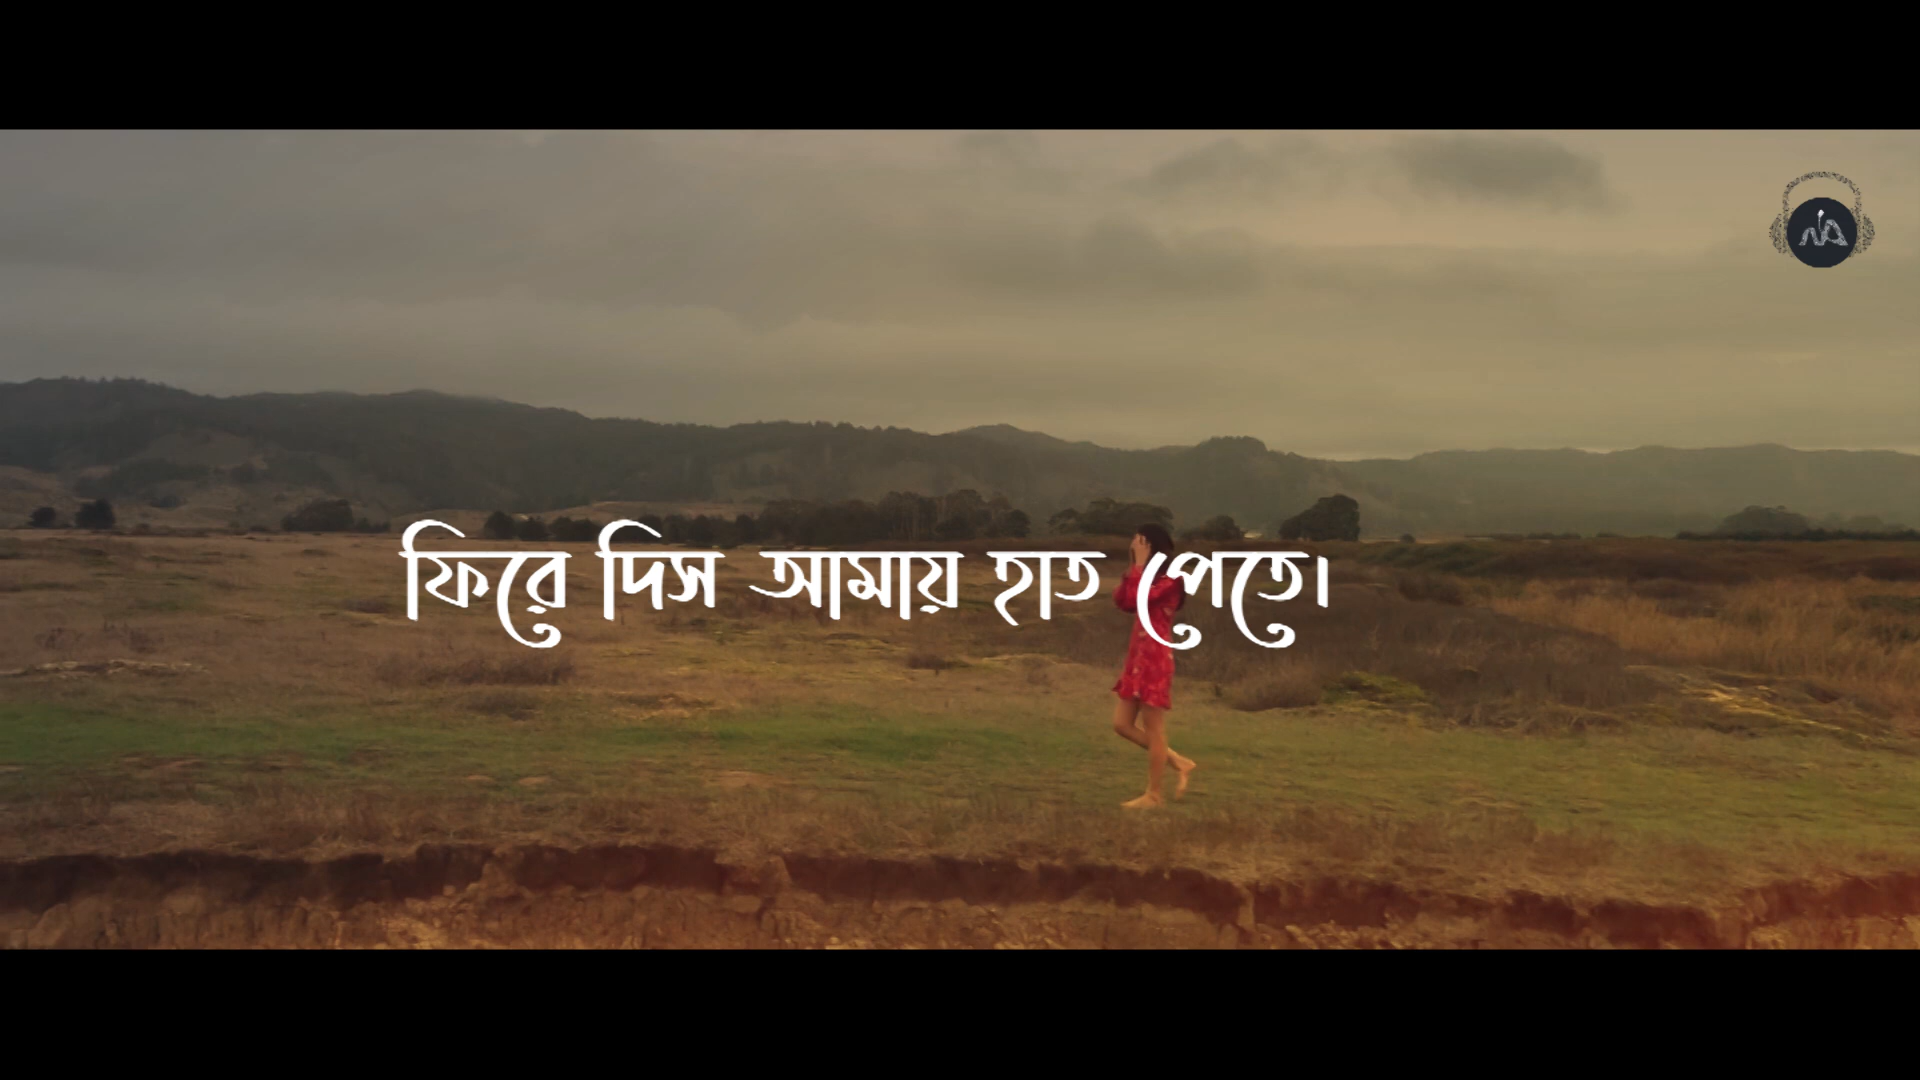 ফিরে দিস আমায় হাত পেতে।